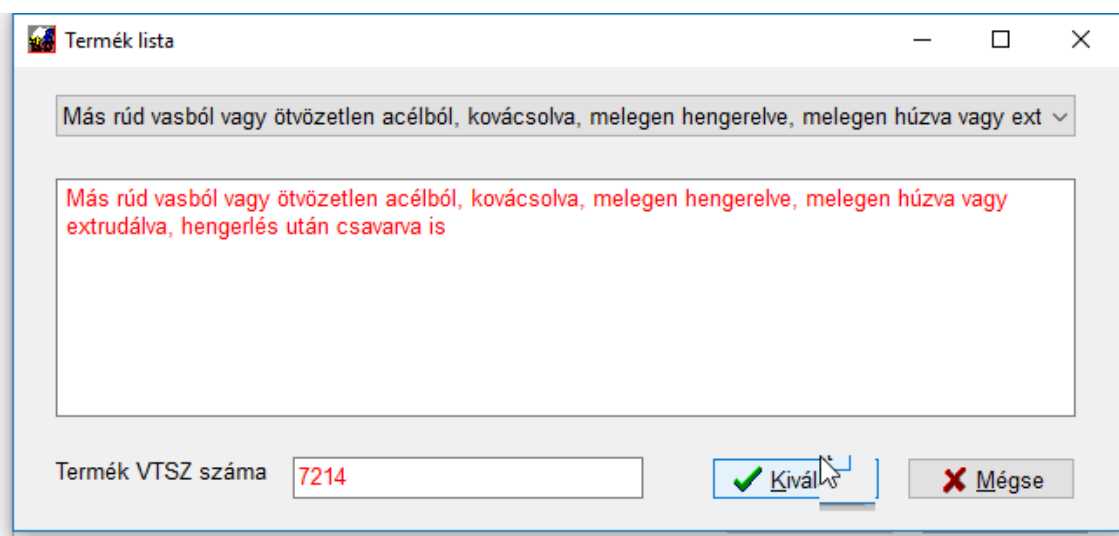 Termék lista
Más rúd vasból vagy ötvözetlen acélból, kovácsolva, melegen hengerelve, melegen húzva vagy ext
Más rúd vasból vagy ötvözetlen acélból, kovácsolva, melegen hengerelve, melegen húzva vagy
extrudálva, hengerlés után csavarva is
Termék VTSZ száma 7214 Kivál Mégse